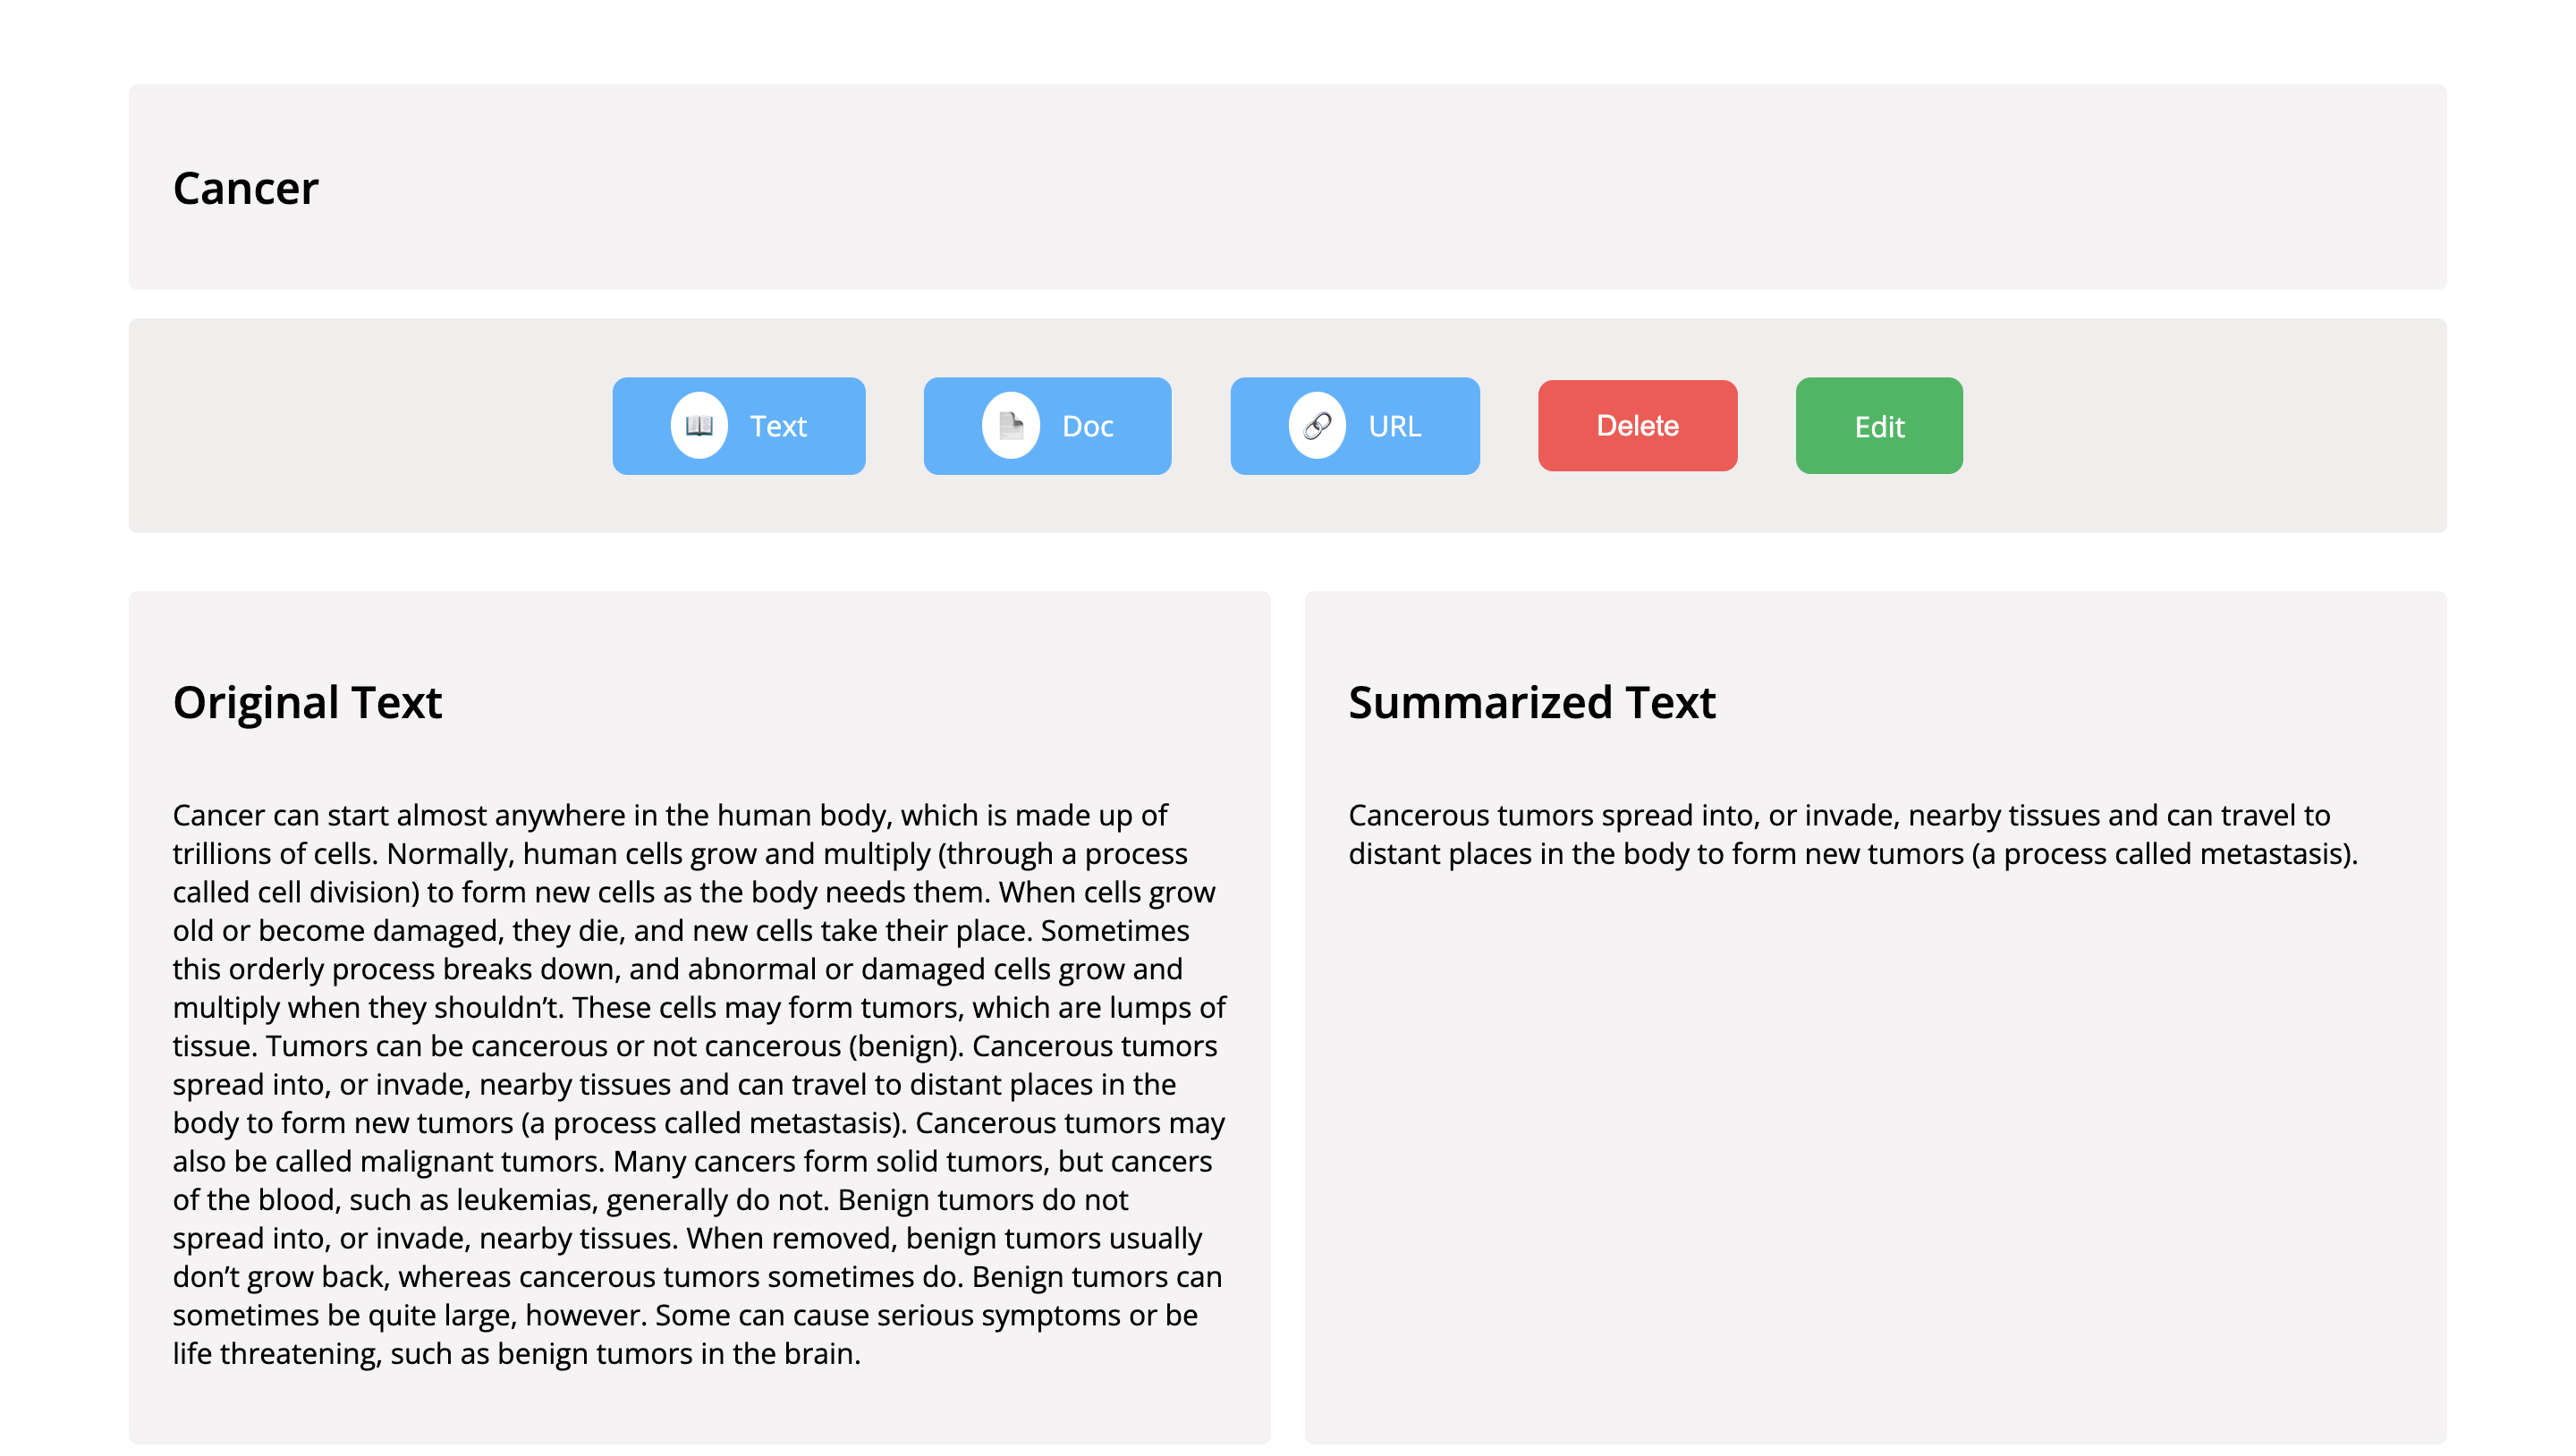 Cancer
Text
Doc
URL
Delete
Edit
Original Text
Cancer can start almost anywhere in the human body, which is made up of
trillions of cells. Normally, human cells grow and multiply (through a process
called cell division) to form new cells as the body needs them. When cells grow
old or become damaged, they die, and new cells take their place. Sometimes
this orderly process breaks down, and abnormal or damaged cells grow and
multiply when they shouldn’t. These cells may form tumors, which are lumps of
tissue. Tumors can be cancerous or not cancerous (benign). Cancerous tumors
spread into, or invade, nearby tissues and can travel to distant places in the
body to form new tumors (a process called metastasis). Cancerous tumors may
also be called malignant tumors. Many cancers form solid tumors, but cancers
of the blood, such as leukemias, generally do not. Benign tumors do not
spread into, or invade, nearby tissues. When removed, benign tumors usually
don’t grow back, whereas cancerous tumors sometimes do. Benign tumors can
sometimes be quite large, however. Some can cause serious symptoms or be
life threatening, such as benign tumors in the brain.
Summarized Text
Cancerous tumors spread into, or invade, nearby tissues and can travel to
distant places in the body to form new tumors (a process called metastasis).